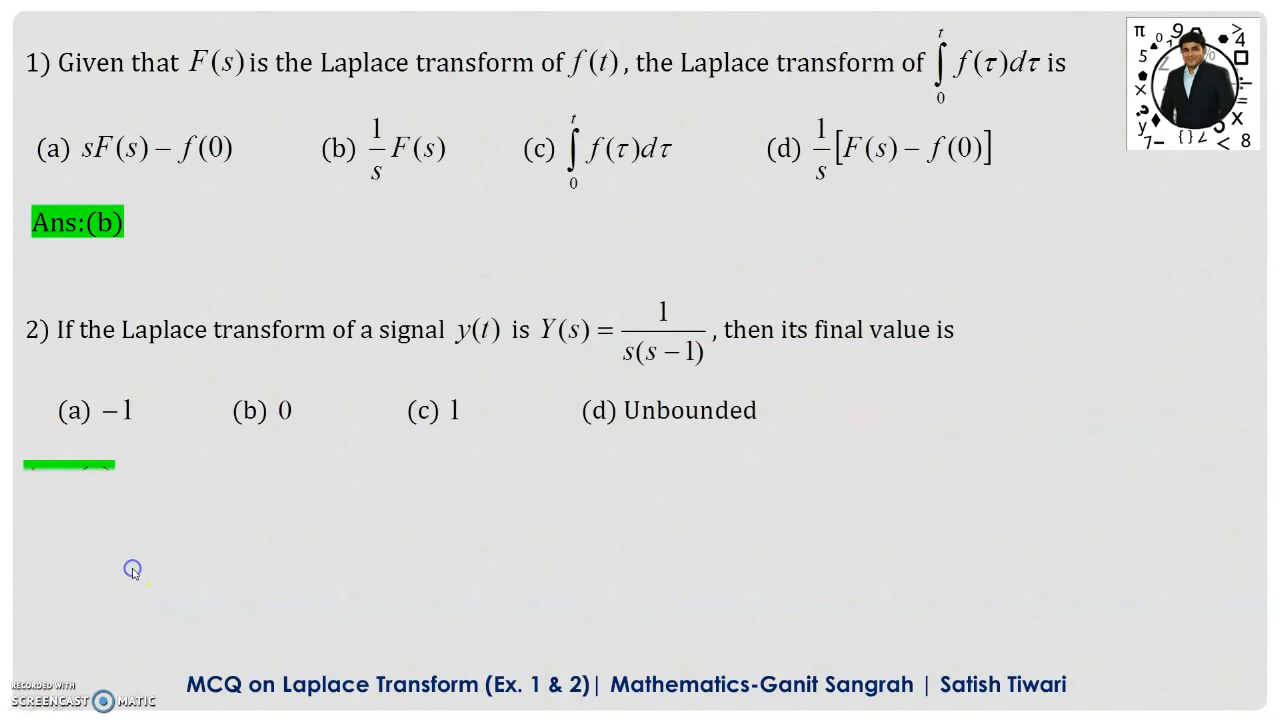 1) Given that F(s) is the Laplace transform of f(t), the Laplace transform of ∫₀ᵗ f(τ)dτ is
(a) sF(s) − f(0) (b) 1/s F(s) (c) ∫₀ᵗ f(τ)dτ (d) 1/s [F(s) − f(0)]
Ans:(b)
2) If the Laplace transform of a signal y(t) is Y(s) = 1/(s(s − 1)), then its final value is
(a) −1 (b) 0 (c) 1 (d) Unbounded
RECORDED WITH
SCREENCAST MATIC
MCQ on Laplace Transform (Ex. 1 & 2)| Mathematics-Ganit Sangrah | Satish Tiwari